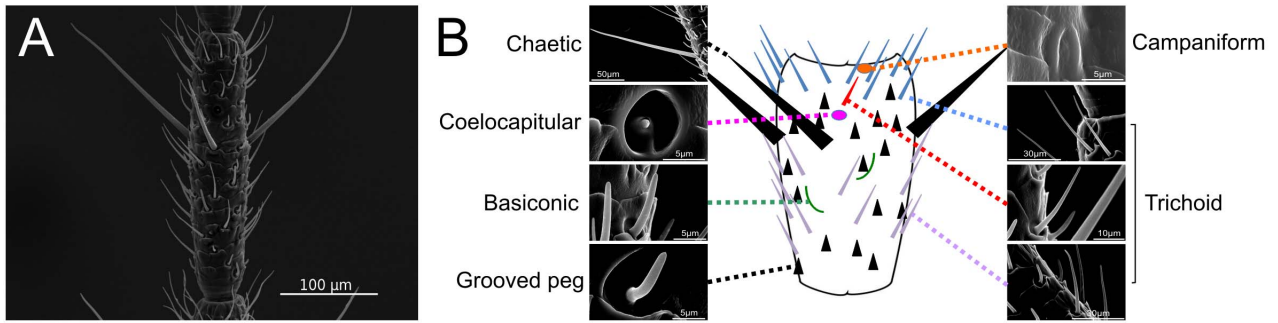 A
100 µm
B
Chaetic
50µm
Coelocapitular
5µm
Basiconic
5µm
Grooved peg
5µm
Campaniform
5µm
30µm
Trichoid
10µm
30µm